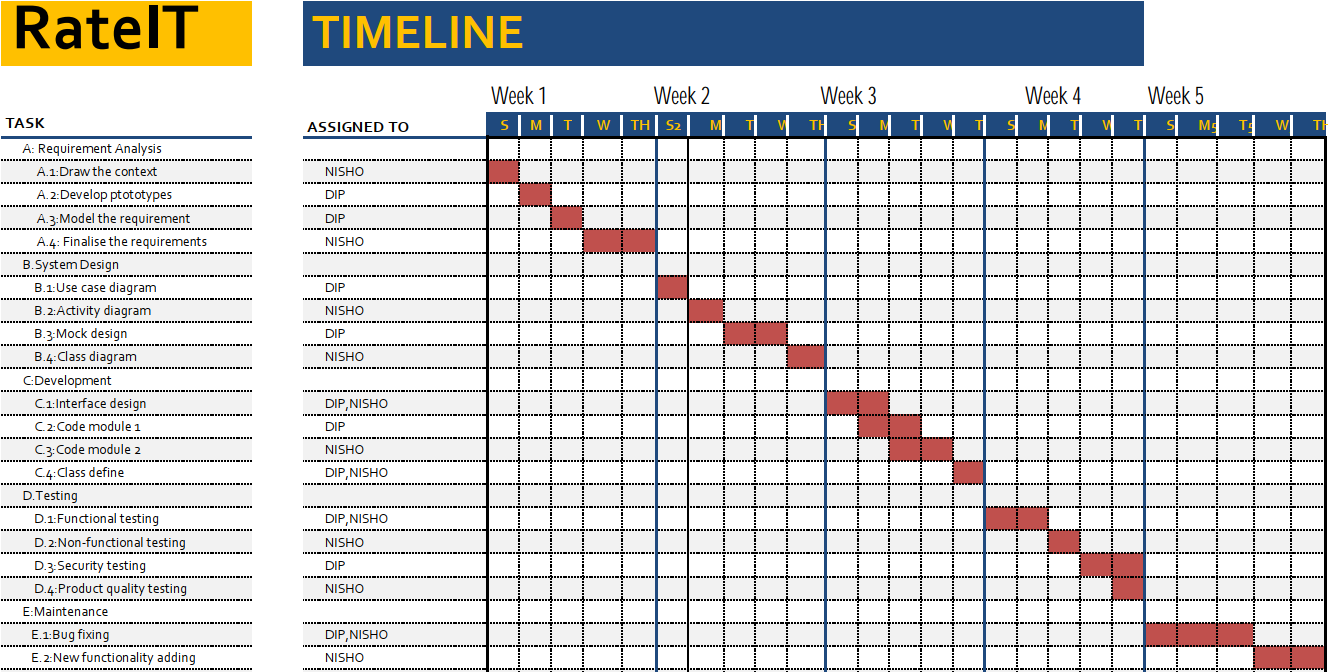 RateIT TIMELINE
Week 1 Week 2 Week 3 Week 4 Week 5
TASK ASSIGNED TO S M T W TH S2 M T W TH S M T W T S M T W T S M5 T5 W TH
A: Requirement Analysis
A.1:Draw the context NISHO
A.2:Develop ptototypes DIP
A.3:Model the requirement DIP
A.4: Finalise the requirements NISHO
B.System Design
B.1:Use case diagram DIP
B.2:Activity diagram NISHO
B.3:Mock design DIP
B.4:Class diagram NISHO
C:Development
C.1:Interface design DIP,NISHO
C.2:Code module 1 DIP
C.3:Code module 2 NISHO
C.4:Class define DIP,NISHO
D.Testing
D.1:Functional testing DIP,NISHO
D.2:Non-functional testing NISHO
D.3:Security testing DIP
D.4:Product quality testing NISHO
E:Maintenance
E.1:Bug fixing DIP,NISHO
E.2:New functionality adding NISHO